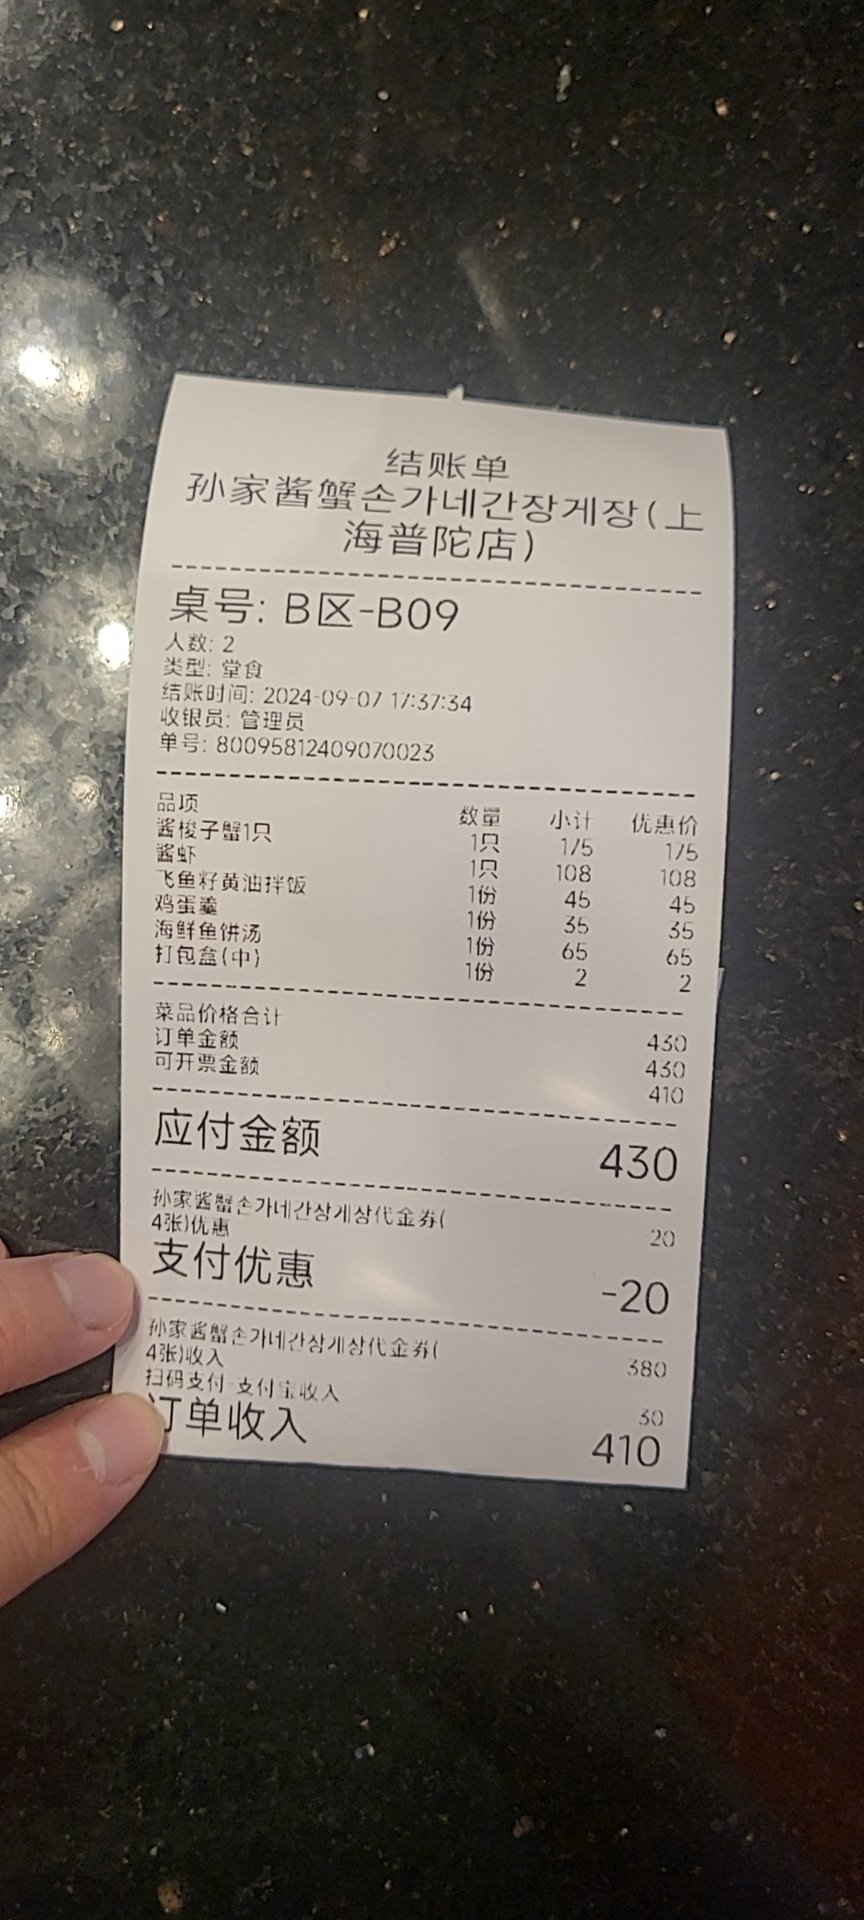 结账单
孙家酱蟹손가네간장게장(上
海普陀店)
桌号: B区-B09
人数: 2
类型: 堂食
结账时间: 2024-09-07 17:37:34
收银员: 管理员
单号: 80095812409070023
品项 数量 小计 优惠价
酱梭子蟹1只 1只 175 175
酱虾 1只 108 108
飞鱼籽黄油拌饭 1份 45 45
鸡蛋羹 1份 35 35
海鲜鱼饼汤 1份 65 65
打包盒(中) 1份 2 2
菜品价格合计 430
订单金额 430
可开票金额 410
应付金额 430
孙家酱蟹손가네간장게장代金券( 20
4张)优惠
支付优惠 -20
孙家酱蟹손가네간장게장代金券( 380
4张)收入
扫码支付-支付宝收入 30
订单收入 410